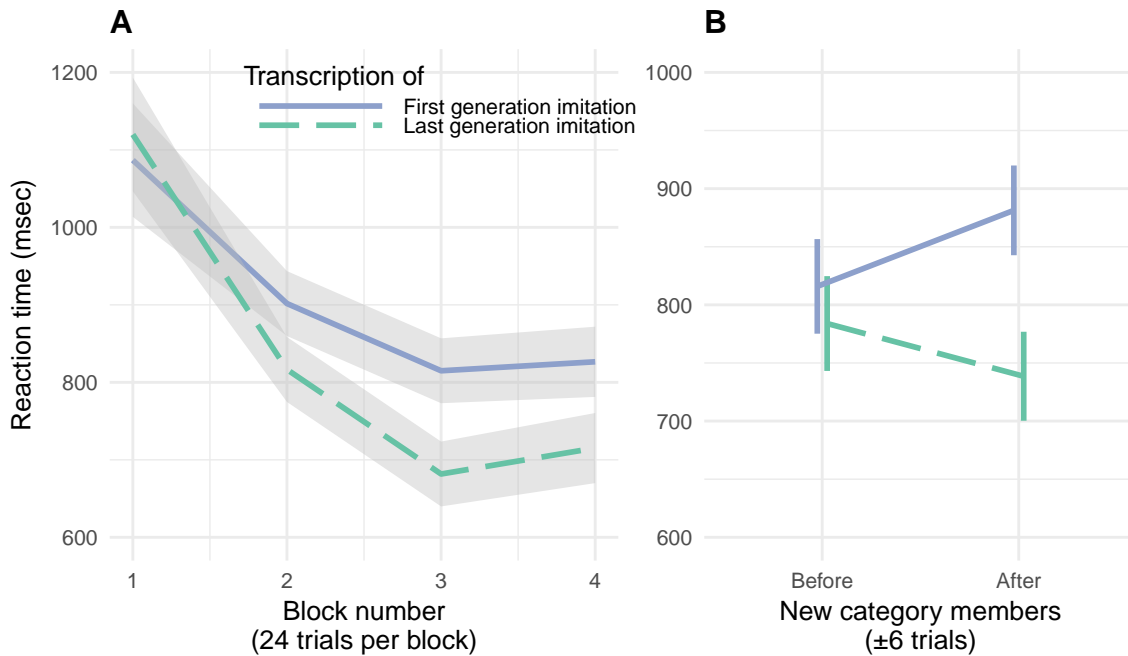 A
Transcription of
First generation imitation
Last generation imitation
Reaction time (msec)
1200
1000
800
600
1
2
3
4
Block number
(24 trials per block)
B
1000
900
800
700
600
Before
After
New category members
(±6 trials)